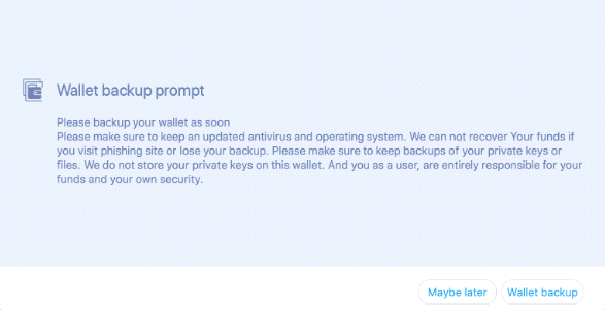 Wallet backup prompt
Please backup your wallet as soon
Please make sure to keep an updated antivirus and operating system. We can not recover Your funds if
you visit phishing site or lose your backup. Please make sure to keep backups of your private keys or
files. We do not store your private keys on this wallet. And you as a user, are entirely responsible for your
funds and your own security.
Maybe later Wallet backup